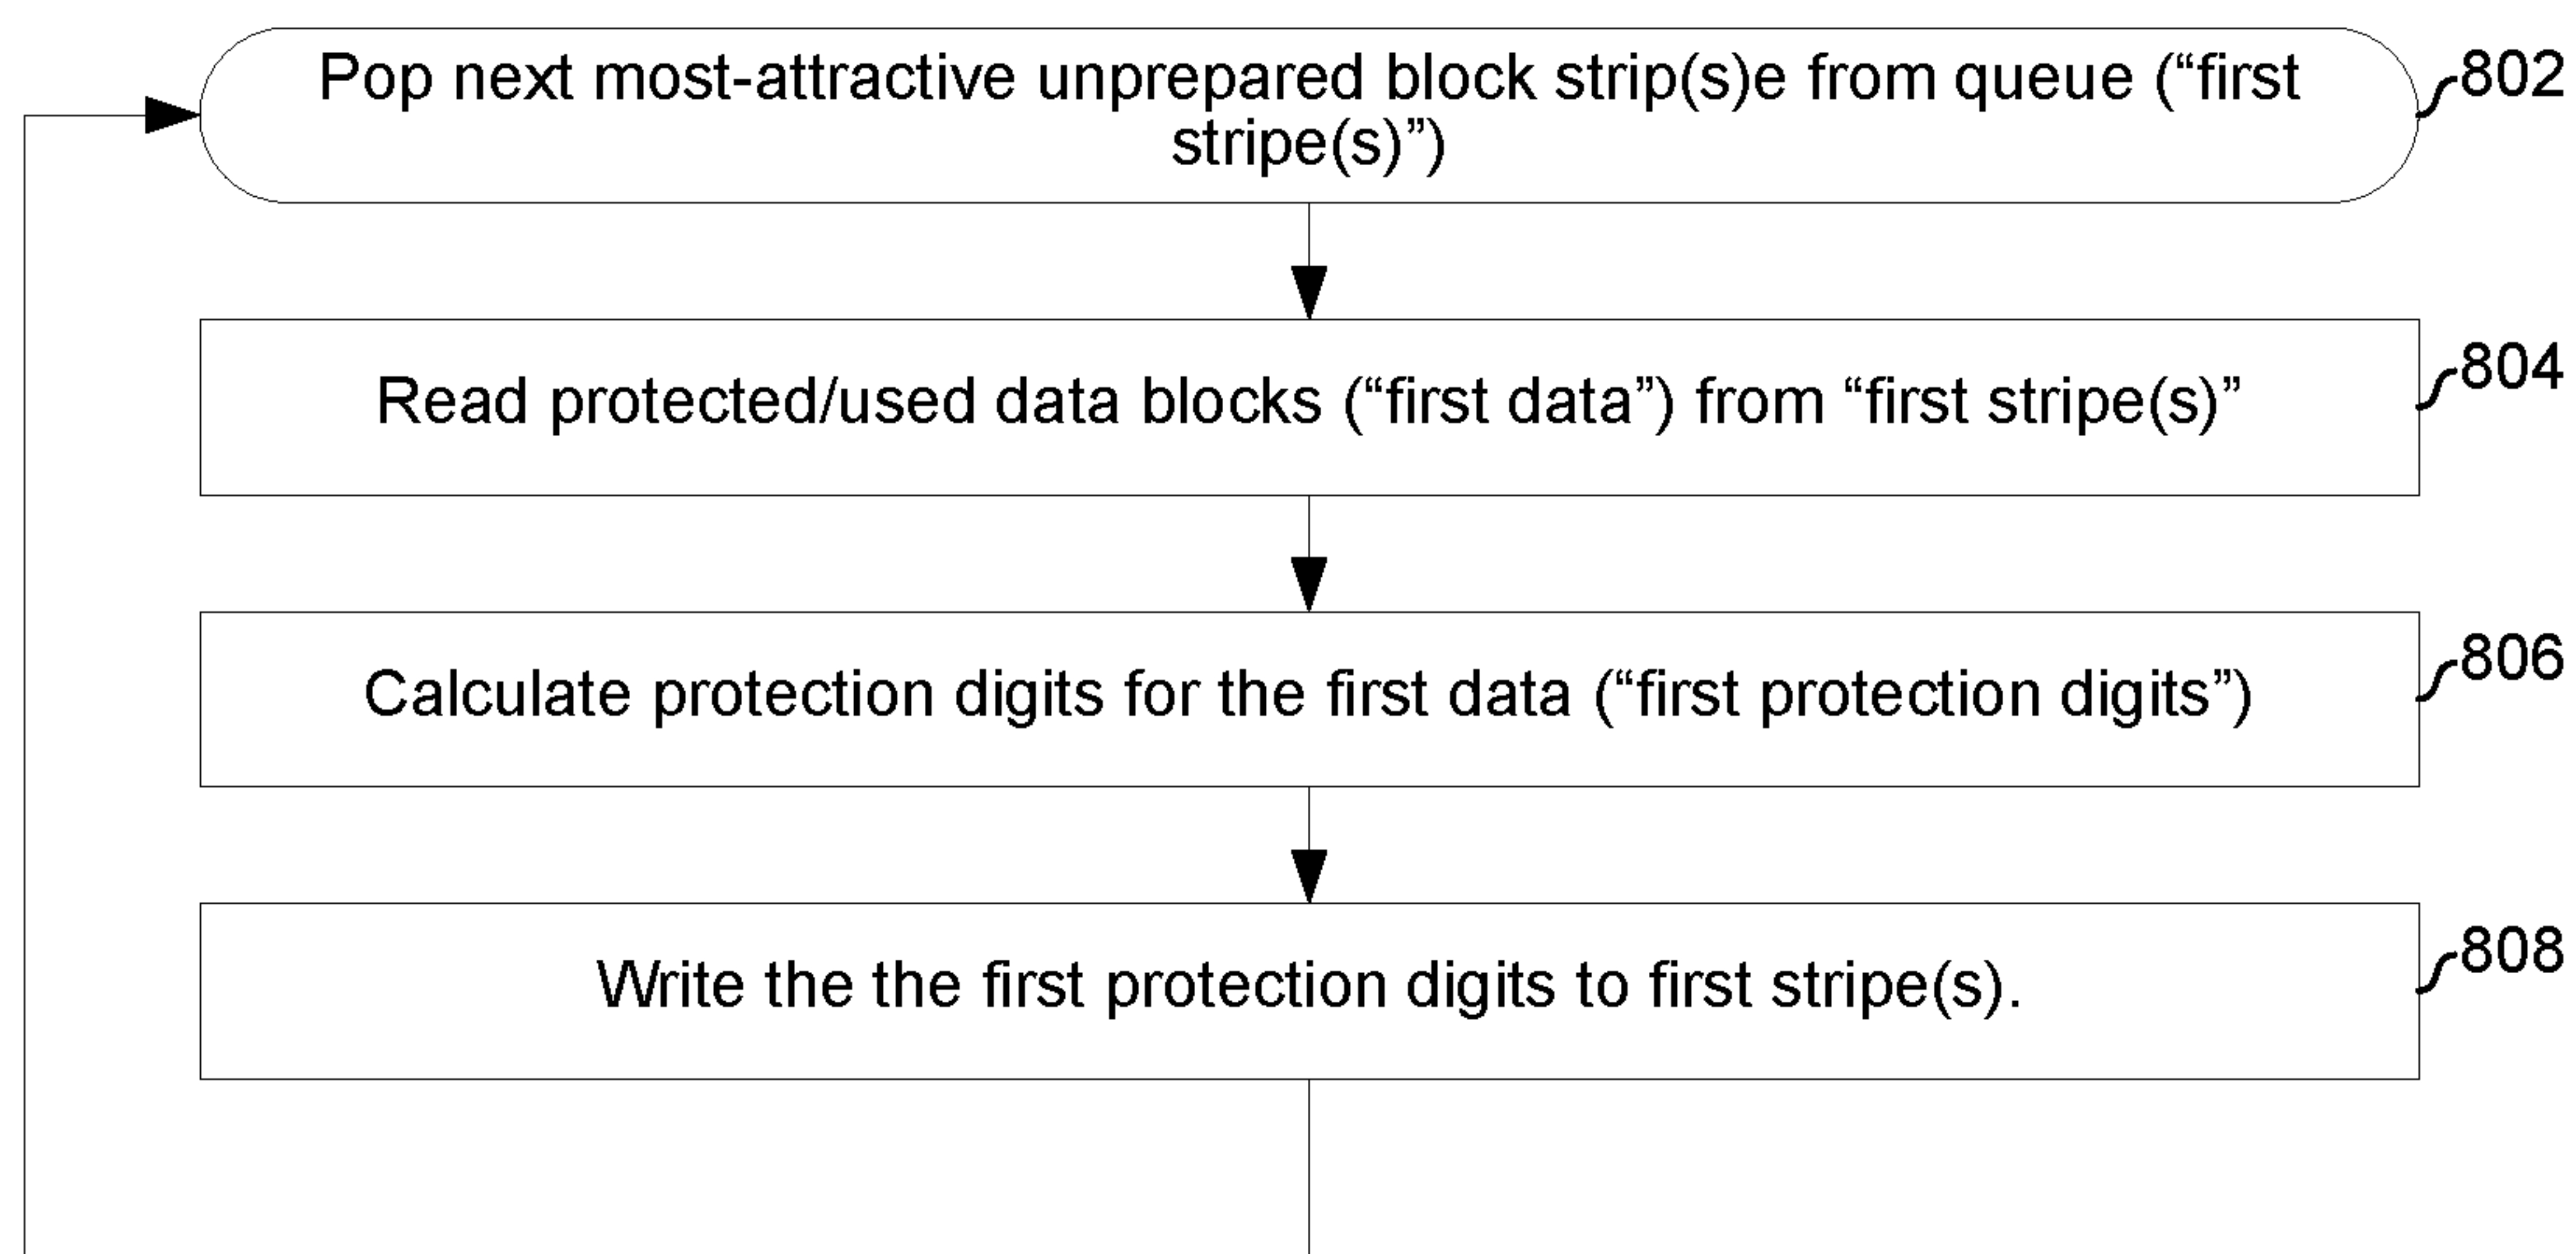 Pop next most-attractive unprepared block strip(s)e from queue (“first
stripe(s)”)
802
Read protected/used data blocks (“first data”) from “first stripe(s)”
804
Calculate protection digits for the first data (“first protection digits”)
806
Write the the first protection digits to first stripe(s).
808